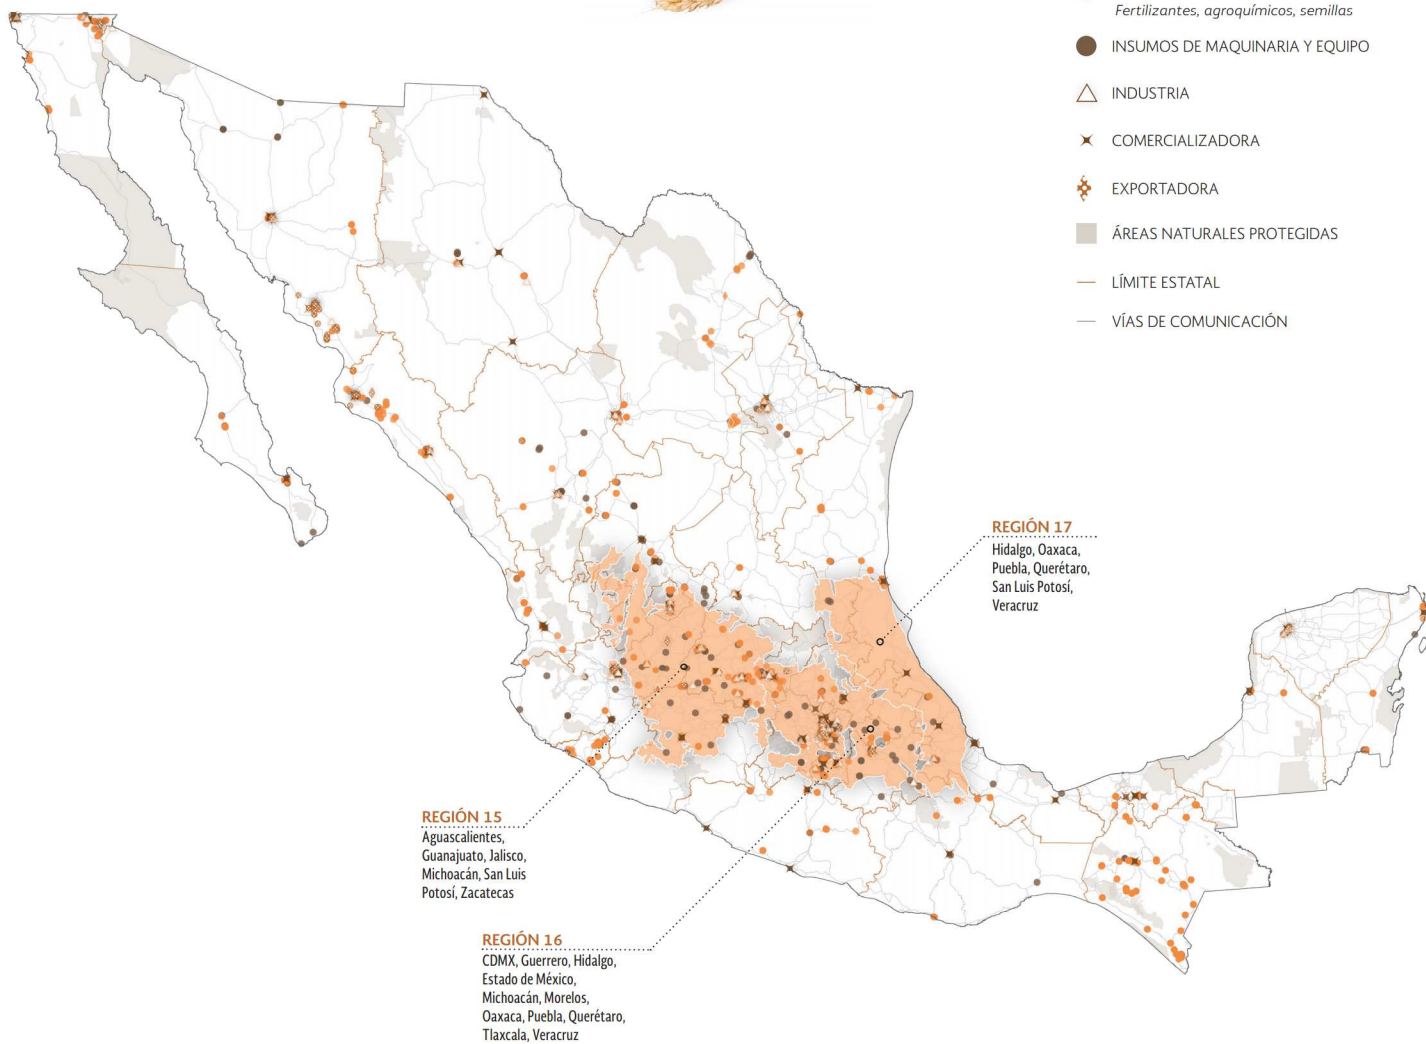 Fertilizantes, agroquímicos, semillas
INSUMOS DE MAQUINARIA Y EQUIPO
INDUSTRIA
COMERCIALIZADORA
EXPORTADORA
ÁREAS NATURALES PROTEGIDAS
LÍMITE ESTATAL
VÍAS DE COMUNICACIÓN
REGIÓN 17
Hidalgo, Oaxaca,
Puebla, Querétaro,
San Luis Potosí,
Veracruz
REGIÓN 15
Aguascalientes,
Guanajuato, Jalisco,
Michoacán, San Luis
Potosí, Zacatecas
REGIÓN 16
CDMX, Guerrero, Hidalgo,
Estado de México,
Michoacán, Morelos,
Oaxaca, Puebla, Querétaro,
Tlaxcala, Veracruz